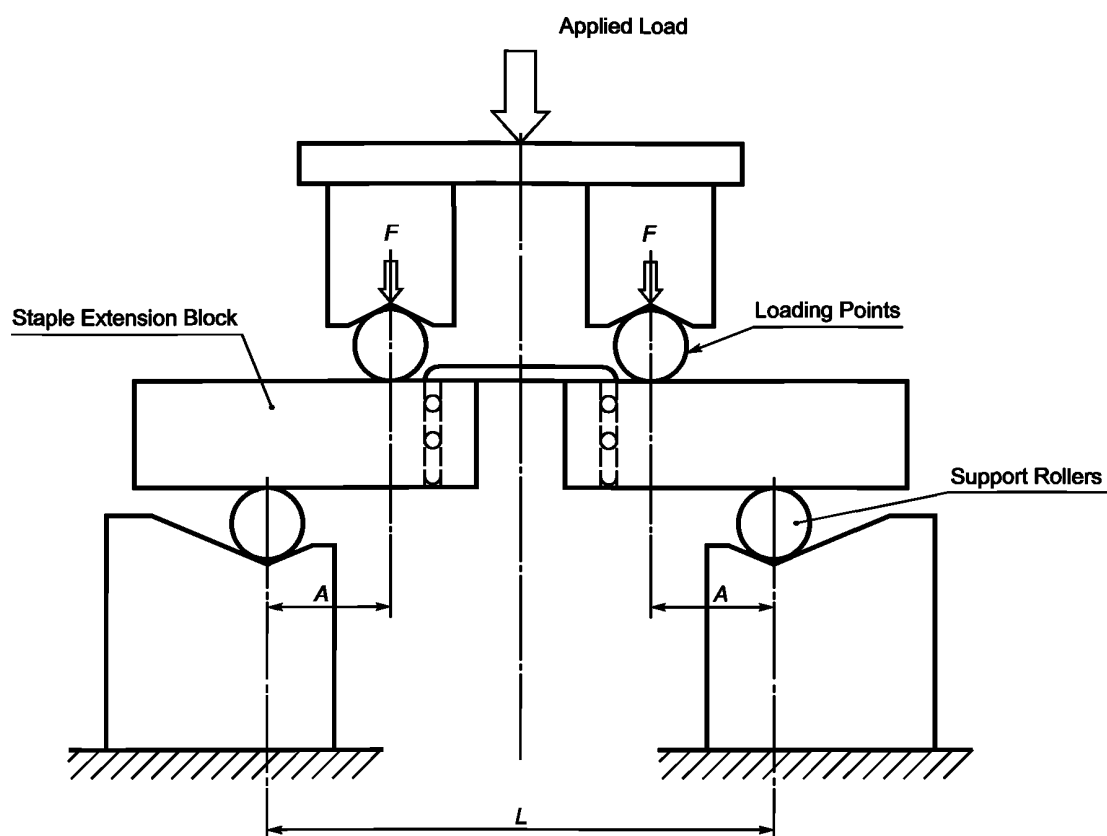 Applied Load
F
F
Staple Extension Block
Loading Points
Support Rollers
A
A
L